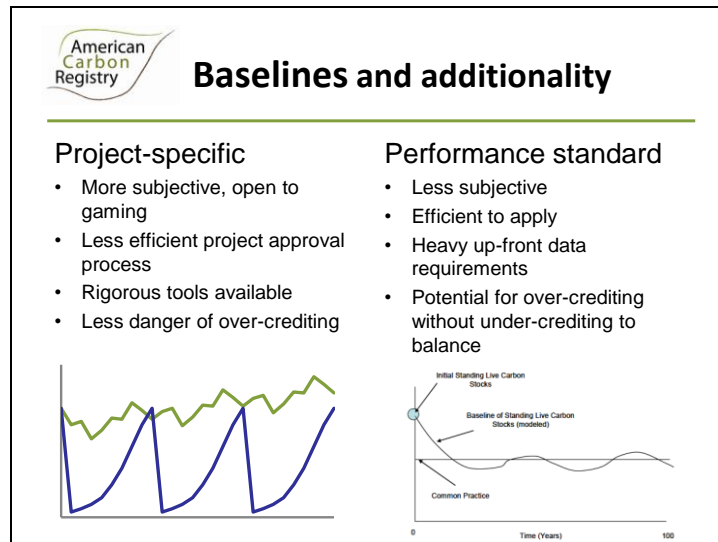 American
Carbon
Registry
Baselines and additionality
Project-specific
• More subjective, open to
gaming
• Less efficient project approval
process
• Rigorous tools available
• Less danger of over-crediting
Performance standard
• Less subjective
• Efficient to apply
• Heavy up-front data
requirements
• Potential for over-crediting
without under-crediting to
balance
Initial Standing Live Carbon
Stocks
Baseline of Standing Live Carbon
Stocks (modeled)
Common Practice
0
Time (Years)
100